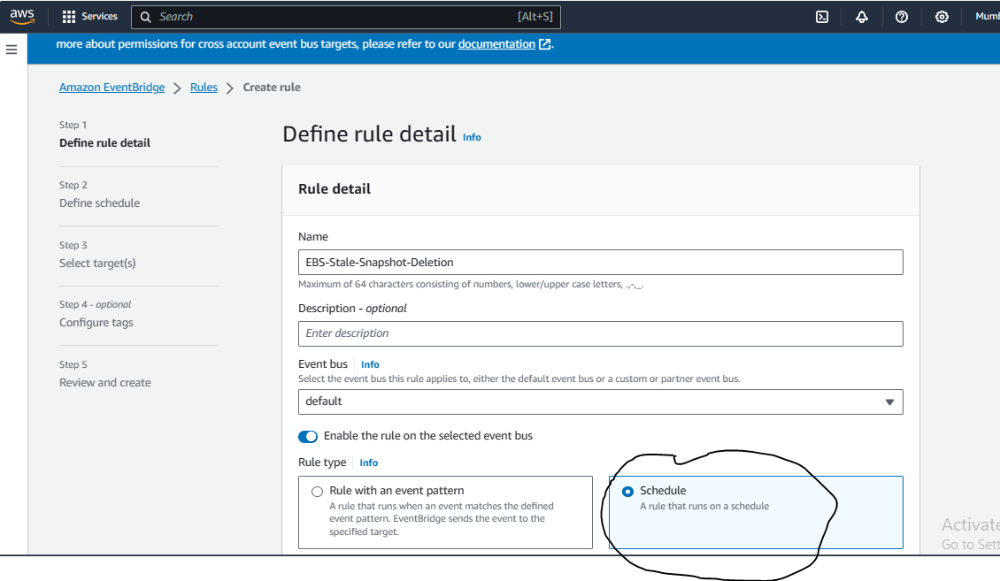 aws
Services
Search [Alt+S]
more about permissions for cross account event bus targets, please refer to our documentation.
Amazon EventBridge
Rules
Create rule
Step 1
Define rule detail
Step 2
Define schedule
Step 3
Select target(s)
Step 4 - optional
Configure tags
Step 5
Review and create
Define rule detail Info
Rule detail
Name
EBS-Stale-Snapshot-Deletion
Maximum of 64 characters consisting of numbers, lower/upper case letters, .,-,_.
Description - optional
Enter description
Event bus Info
Select the event bus this rule applies to, either the default event bus or a custom or partner event bus.
default
Enable the rule on the selected event bus
Rule type Info
Rule with an event pattern
A rule that runs when an event matches the defined
event pattern. EventBridge sends the event to the
specified target.
Schedule
A rule that runs on a schedule
Activate
Go to